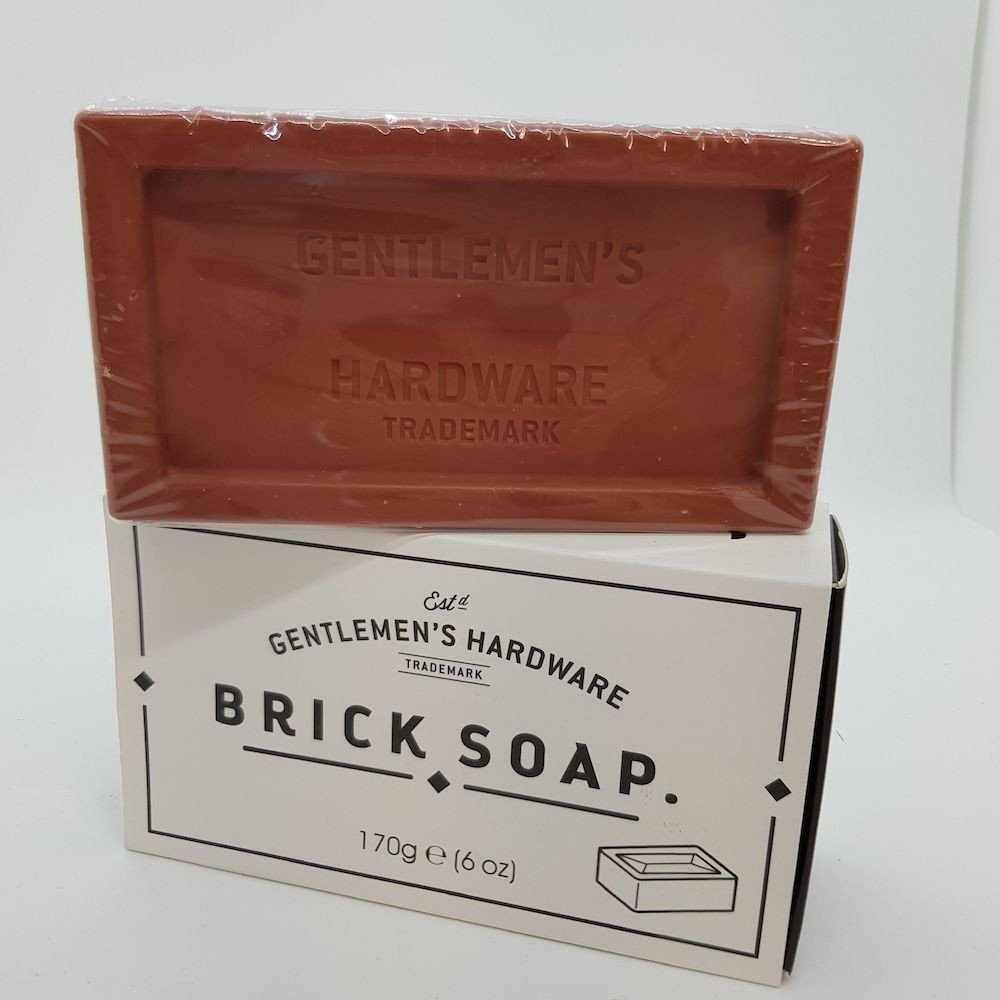 GENTLEMEN'S
HARDWARE
TRADEMARK
Estd
GENTLEMEN'S HARDWARE
TRADEMARK
BRICK SOAP.
170g ℮ (6 oz)